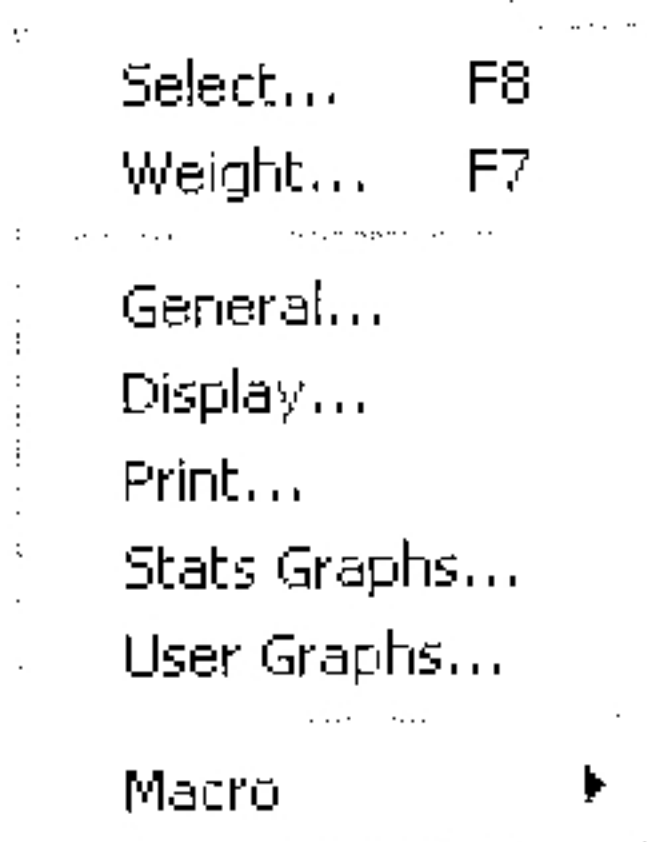 Select... F8
Weight... F7
General...
Display...
Print...
Stats Graphs...
User Graphs...
Macro